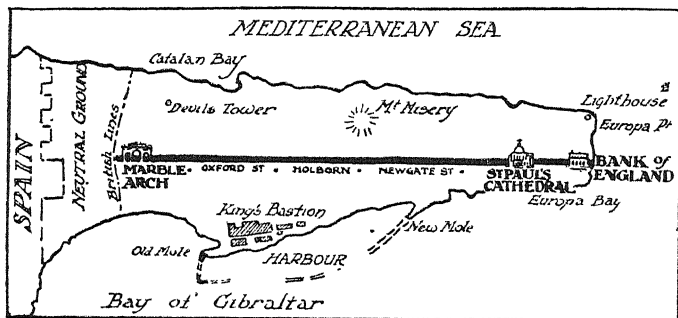 MEDITERRANEAN SEA
Catalan Bay
Lighthouse
Devils Tower
Mt Misery
Europa Pt
SPAIN
NEUTRAL GROUND
British Lines
MARBLE ARCH
OXFORD ST
HOLBORN
NEWGATE ST
ST PAUL'S CATHEDRAL
BANK of ENGLAND
Europa Bay
King's Bastion
New Mole
Old Mole
HARBOUR
Bay of Gibraltar